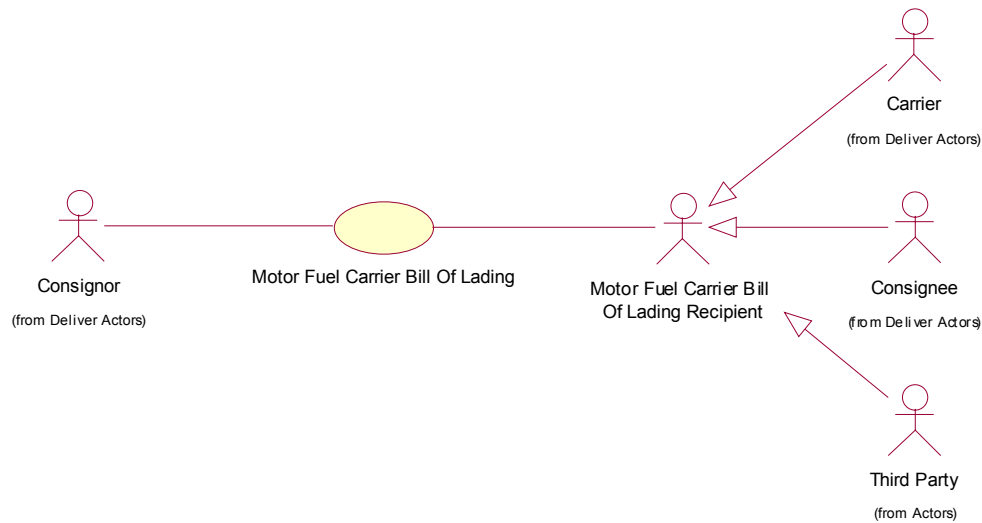 Carrier
(from Deliver Actors)
Consignor
(from Deliver Actors)
Motor Fuel Carrier Bill Of Lading
Motor Fuel Carrier Bill
Of Lading Recipient
Consignee
(from Deliver Actors)
Third Party
(from Actors)